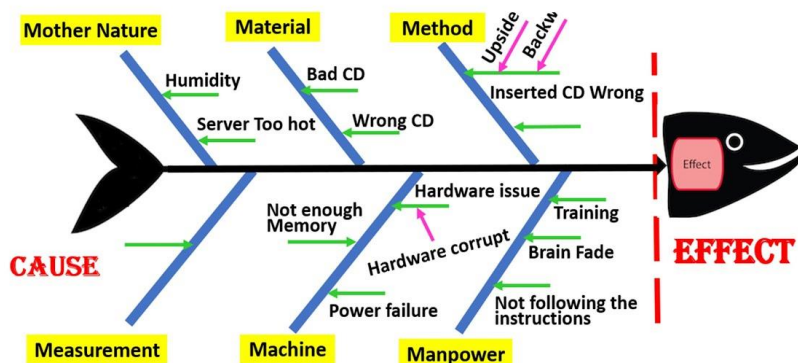 Mother Nature
Material
Method
Upside
Humidity
Bad CD
Inserted CD Wrong
Server Too hot
Wrong CD
Effect
Hardware issue
Not enough
Memory
Training
Hardware corrupt
Brain Fade
CAUSE
EFFECT
Power failure
Not following the
instructions
Measurement
Machine
Manpower